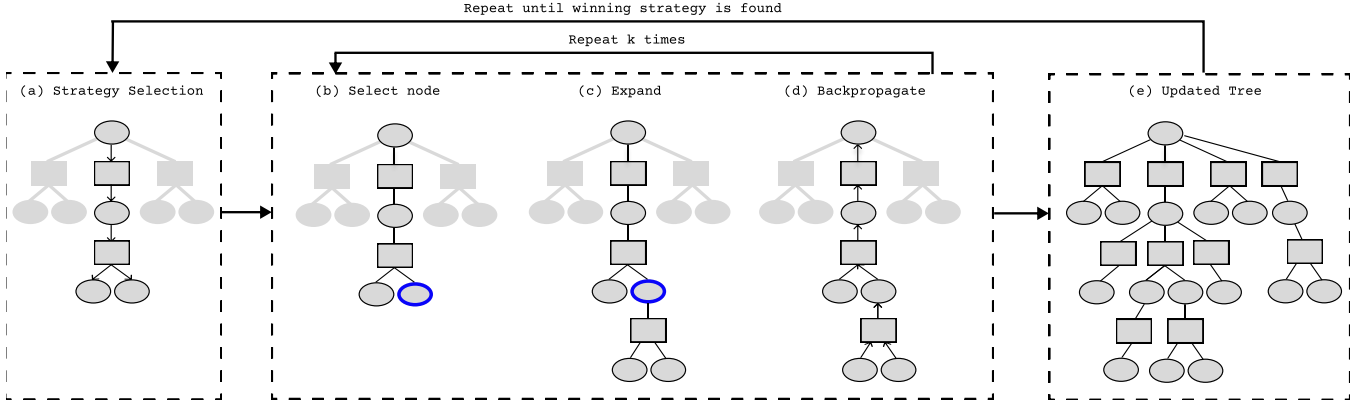 Repeat until winning strategy is found
Repeat k times
(a) Strategy Selection
(b) Select node
(c) Expand
(d) Backpropagate
(e) Updated Tree